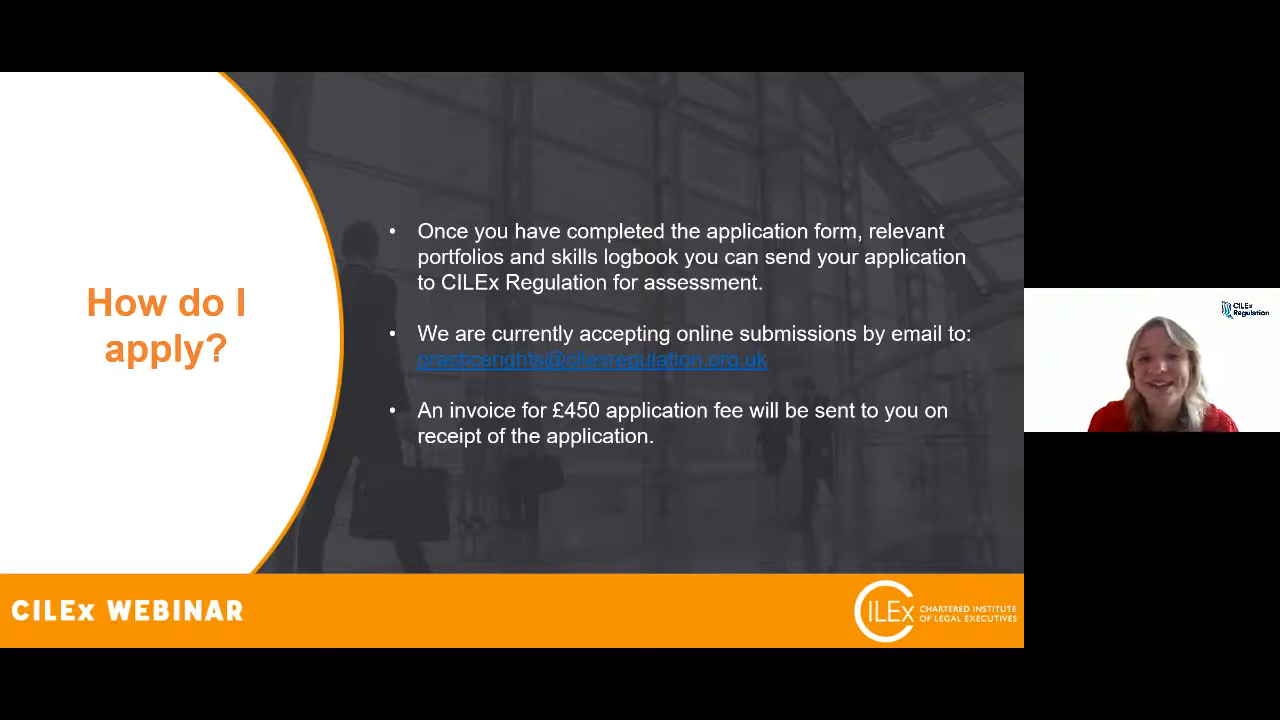 How do I
apply?
• Once you have completed the application form, relevant
portfolios and skills logbook you can send your application
to CILEx Regulation for assessment.
• We are currently accepting online submissions by email to:
practicerights@cilexregulation.org.uk
• An invoice for £450 application fee will be sent to you on
receipt of the application.
CILEx
Regulation
CILEx WEBINAR
CILEx
CHARTERED INSTITUTE
OF LEGAL EXECUTIVES